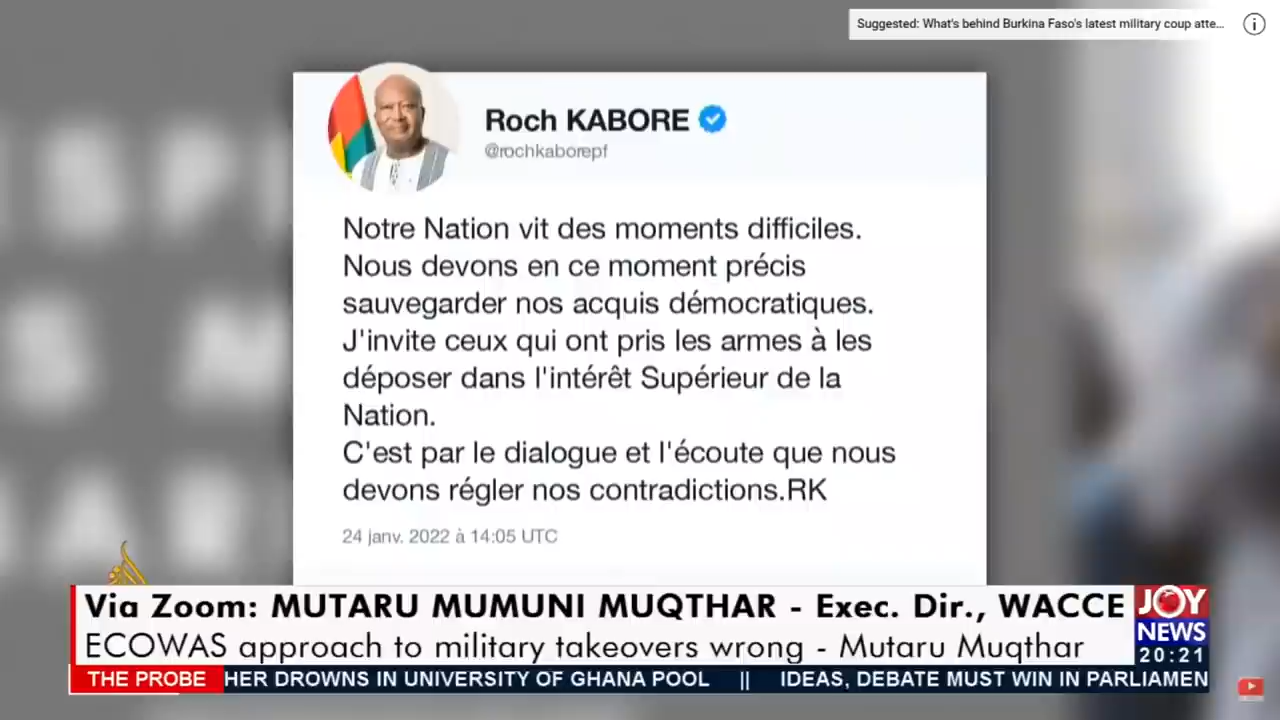 Suggested: What's behind Burkina Faso's latest military coup atte...
Roch KABORE
@rochkaborepf
Notre Nation vit des moments difficiles.
Nous devons en ce moment précis
sauvegarder nos acquis démocratiques.
J'invite ceux qui ont pris les armes à les
déposer dans l'intérêt Supérieur de la
Nation.
C'est par le dialogue et l'écoute que nous
devons régler nos contradictions.RK
24 janv. 2022 à 14:05 UTC
Via Zoom: MUTARU MUMUNI MUQTHAR - Exec. Dir., WACCE
ECOWAS approach to military takeovers wrong - Mutaru Muqthar
JOY
NEWS
20:21
THE PROBE HER DROWNS IN UNIVERSITY OF GHANA POOL || IDEAS, DEBATE MUST WIN IN PARLIAMEN